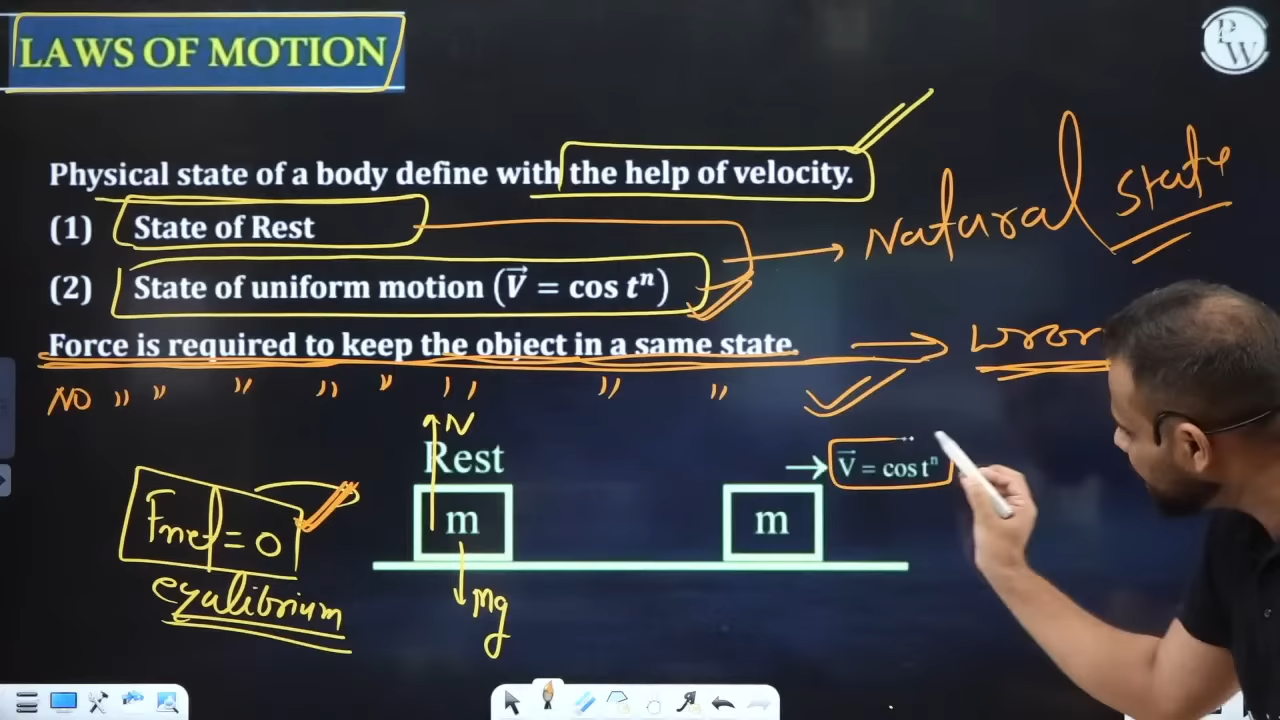 LAWS OF MOTION
PW
Physical state of a body define with the help of velocity.
(1) State of Rest
(2) State of uniform motion (V⃗ = cos tⁿ)
Natural State
Force is required to keep the object in a same state.
NO " " " " " " " " "
N
Rest
V⃗ = cos tⁿ
Fnet = 0
m
m
eqalibrium
mg